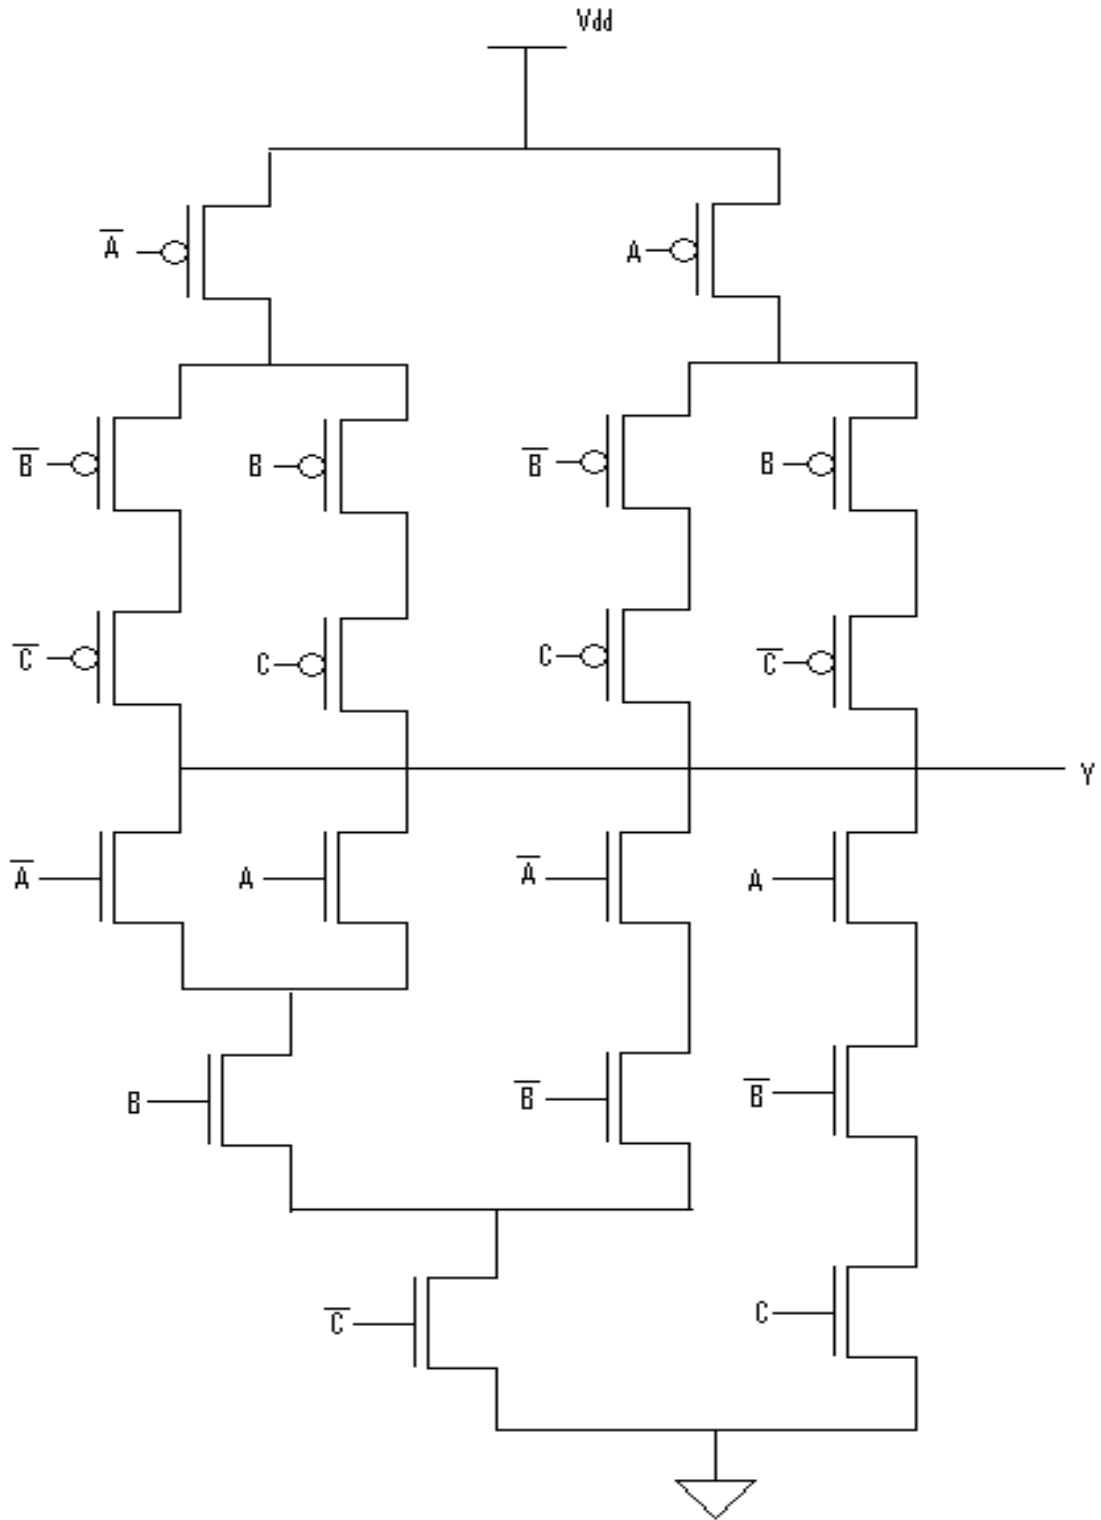 Vdd
A̅ A
B̅ B B̅ B
C̅ C C C̅
Y
A̅ A A̅ A
B B̅ B̅
C̅ C